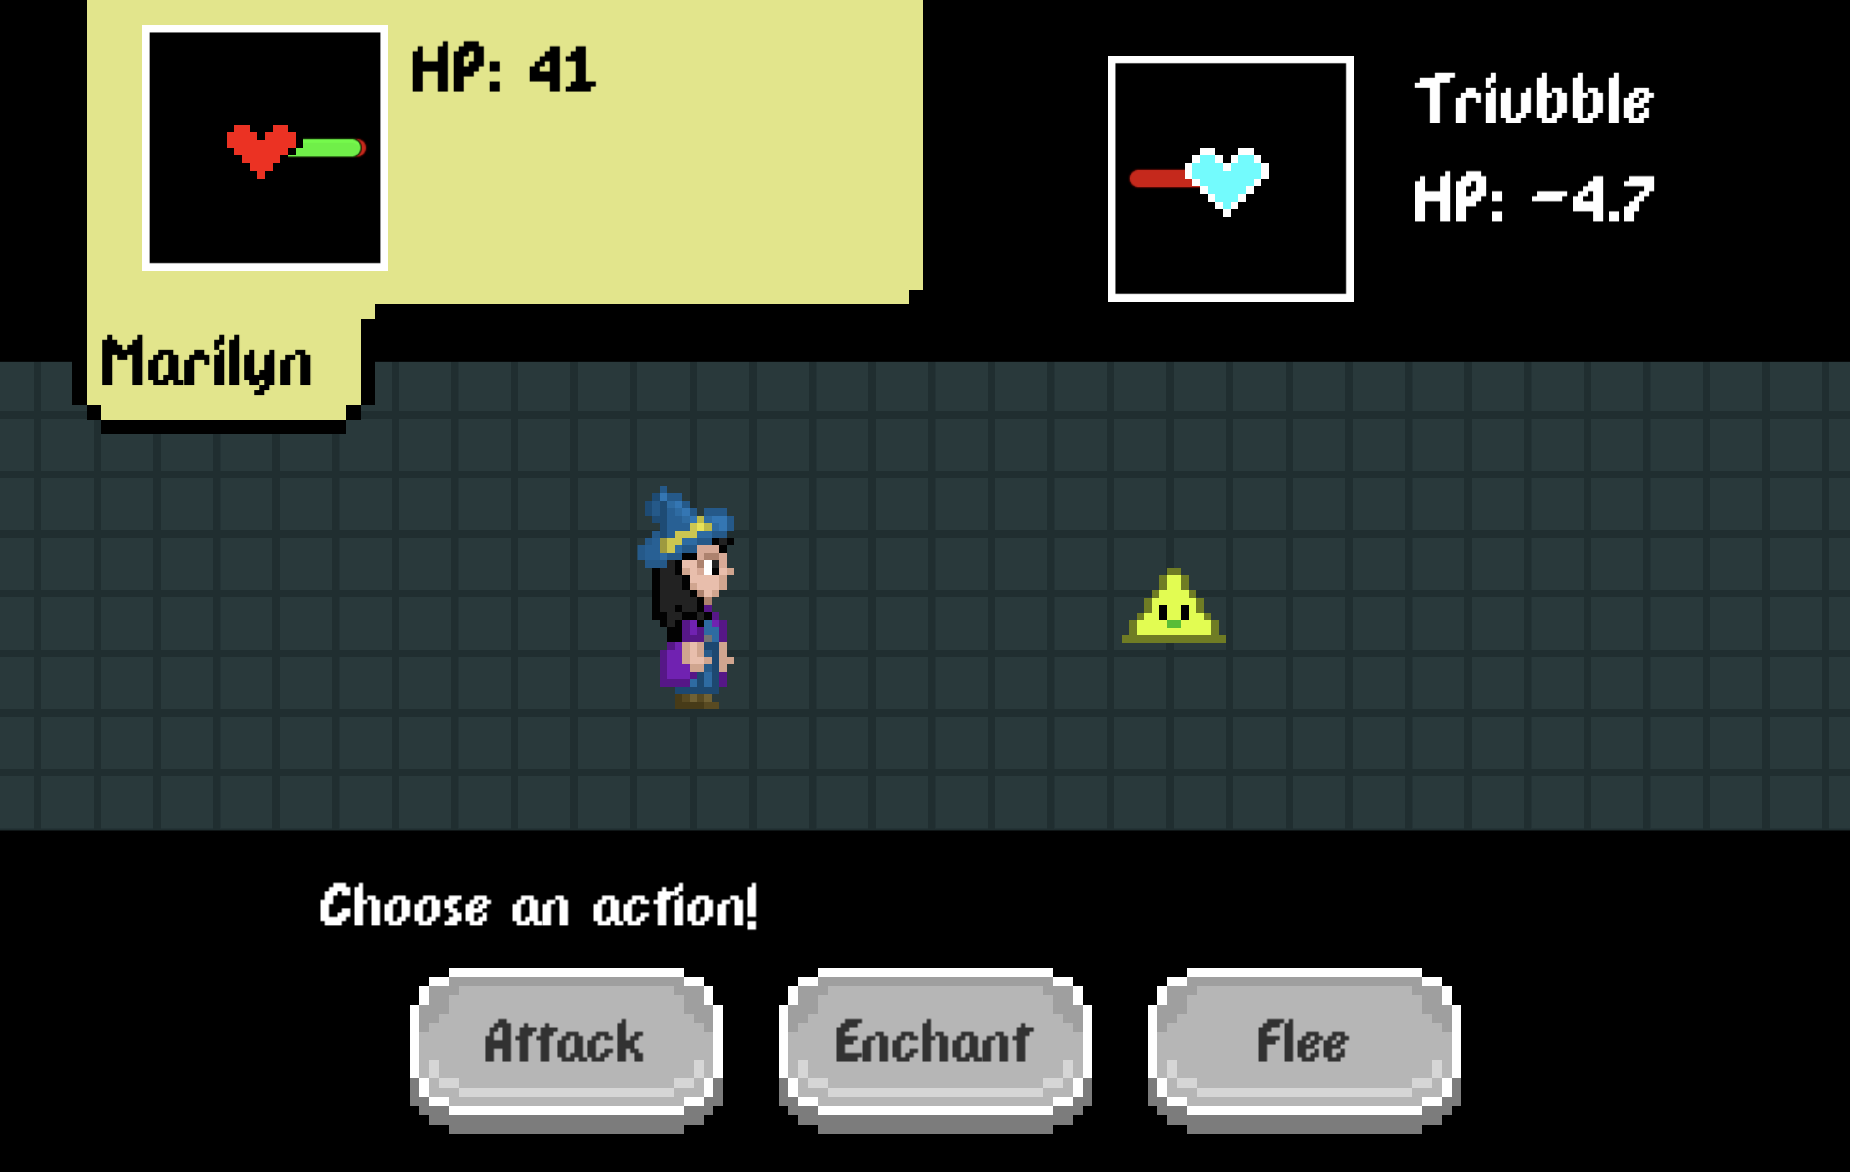 HP: 41
Marilyn
Triubble
HP: -4.7
Choose an action!
Attack
Enchant
Flee